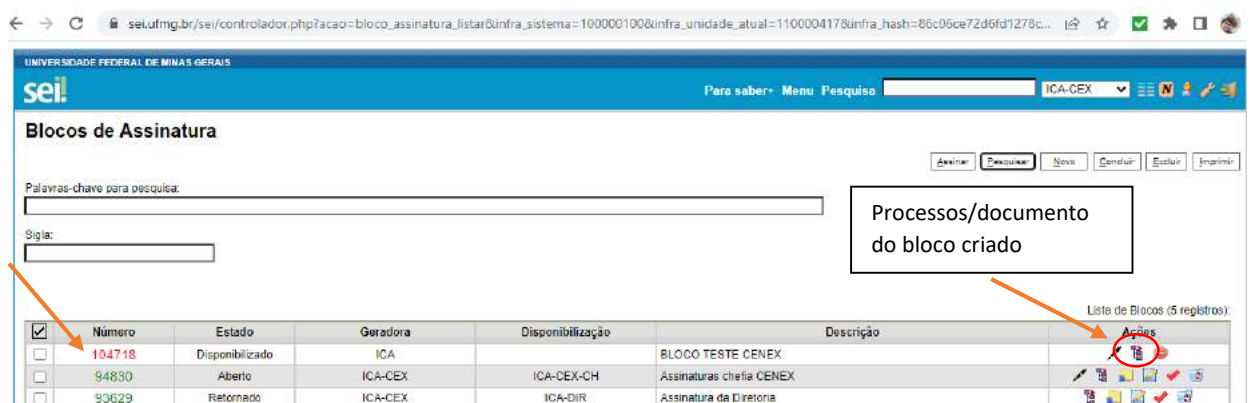 sei.ufmg.br/sei/controlador.php?acao=bloco_assinatura_listar&infra_sistema=100000100&infra_unidade_atual=110000417&infra_hash=86c06ce72d6fd1278c...
UNIVERSIDADE FEDERAL DE MINAS GERAIS
sei!
Para saber+ Menu Pesquisa
ICA-CEX
Blocos de Assinatura
Assinar Pesquisar Novo Concluir Excluir Imprimir
Palavras-chave para pesquisa:
Sigla:
Processos/documento
do bloco criado
Lista de Blocos (5 registros):
Número Estado Geradora Disponibilização Descrição Ações
104718 Disponibilizado ICA BLOCO TESTE CENEX
94830 Aberto ICA-CEX ICA-CEX-CH Assinaturas chefia CENEX
93629 Retornado ICA-CEX ICA-DIR Assinatura da Diretoria